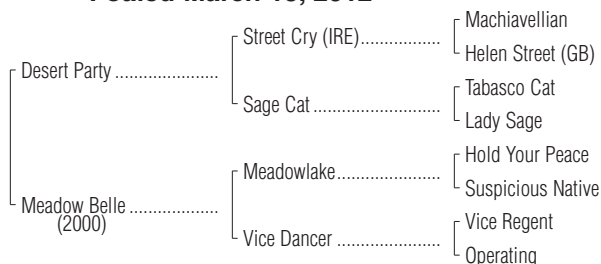 Machiavellian
Street Cry (IRE)..................
Helen Street (GB)
Desert Party .......................
Tabasco Cat
Sage Cat ............................
Lady Sage
Hold Your Peace
Meadowlake.......................
Suspicious Native
Meadow Belle ....................
(2000)
Vice Regent
Vice Dancer .......................
Operating